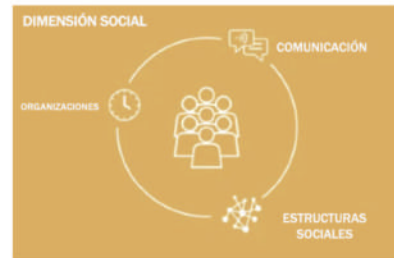 DIMENSIÓN SOCIAL
COMUNICACIÓN
ORGANIZACIONES
ESTRUCTURAS
SOCIALES